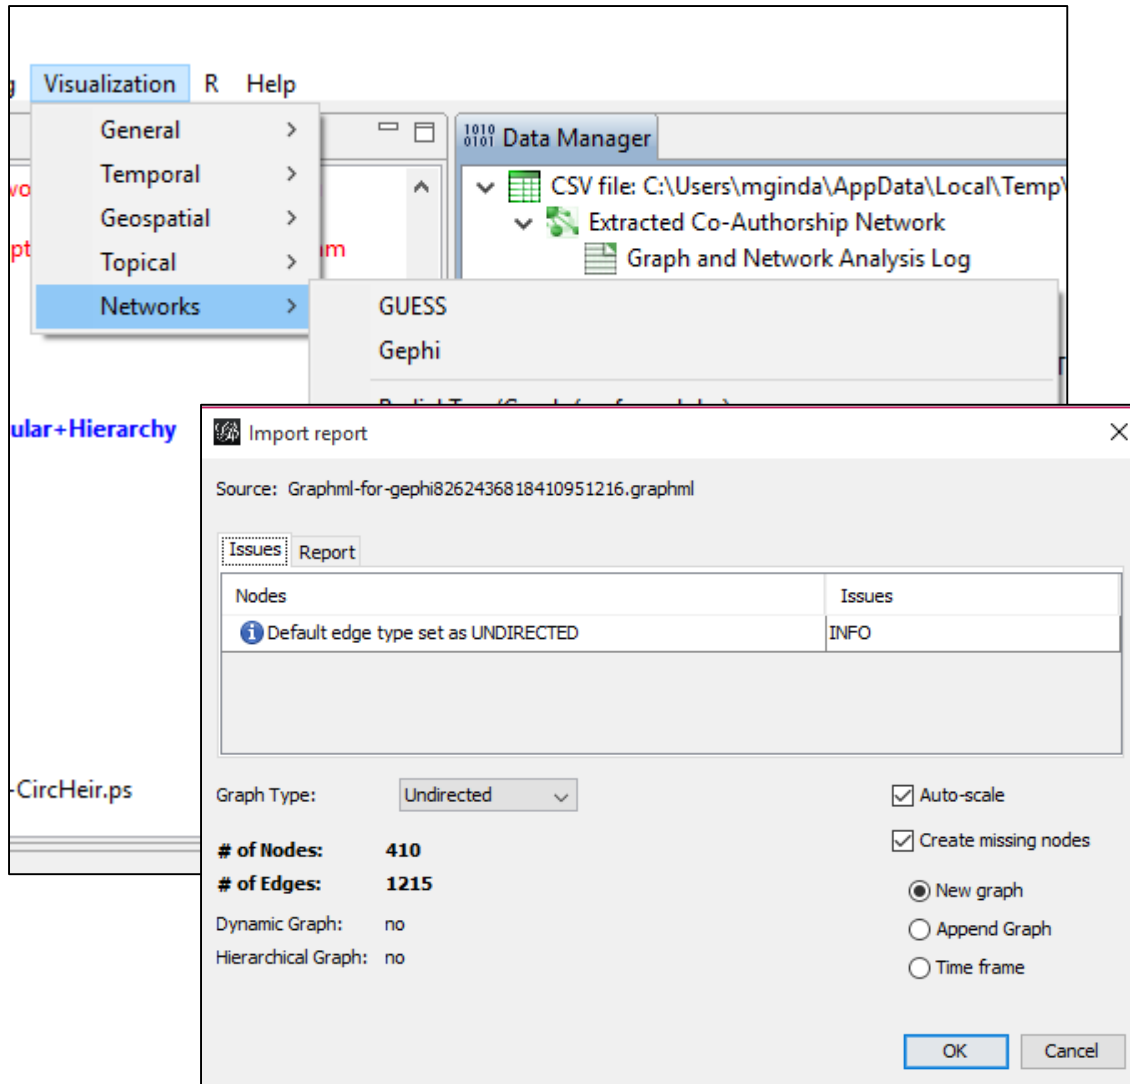 Visualization R Help
General
Temporal
Geospatial
Topical
Networks
ular+Hierarchy
-CircHeir.ps
1010
0101 Data Manager
CSV file: C:\Users\mginda\AppData\Local\Temp\
Extracted Co-Authorship Network
Graph and Network Analysis Log
GUESS
Gephi
Import report
Source: Graphml-for-gephi8262436818410951216.graphml
Issues Report
Nodes Issues
Default edge type set as UNDIRECTED INFO
Graph Type: Undirected
# of Nodes: 410
# of Edges: 1215
Dynamic Graph: no
Hierarchical Graph: no
Auto-scale
Create missing nodes
New graph
Append Graph
Time frame
OK Cancel